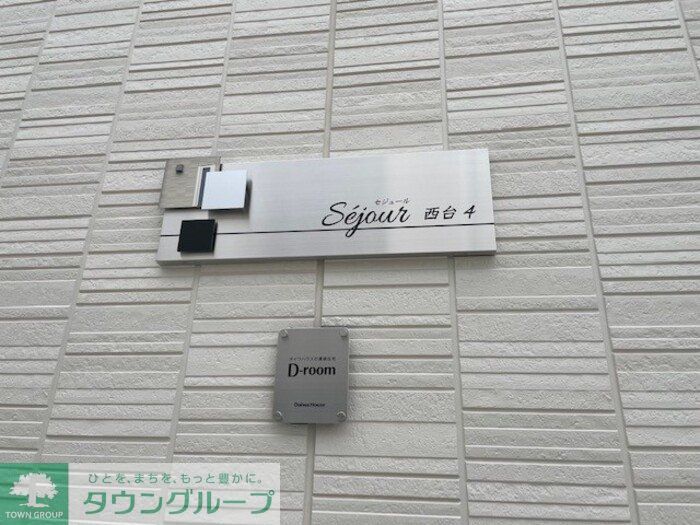 セジュール
Séjour 西台 4
ダイワハウスの賃貸住宅
D-room
Daiwa House
ひとを、まちを、もっと豊かに。
タウングループ
TOWN GROUP